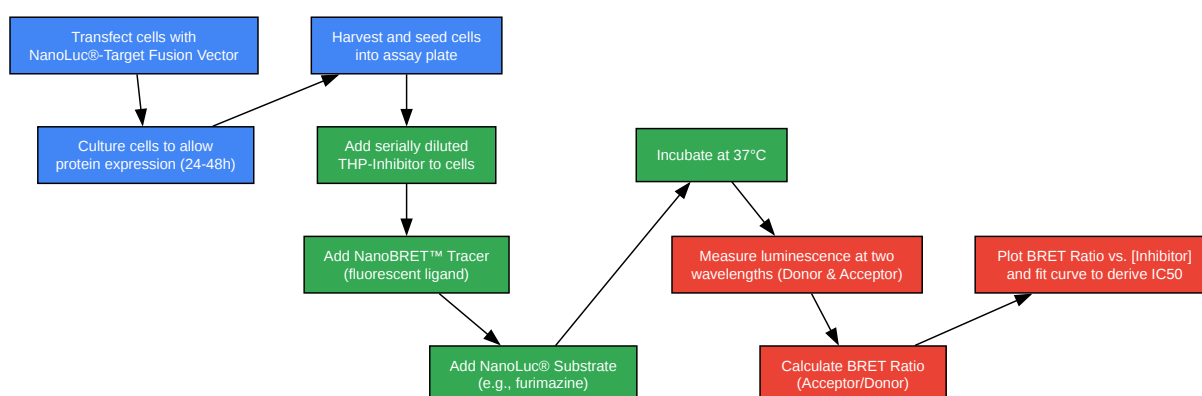 Transfect cells with
NanoLuc®-Target Fusion Vector
Culture cells to allow
protein expression (24-48h)
Harvest and seed cells
into assay plate
Add serially diluted
THP-Inhibitor to cells
Add NanoBRET™ Tracer
(fluorescent ligand)
Add NanoLuc® Substrate
(e.g., furimazine)
Incubate at 37°C
Measure luminescence at two
wavelengths (Donor & Acceptor)
Calculate BRET Ratio
(Acceptor/Donor)
Plot BRET Ratio vs. [Inhibitor]
and fit curve to derive IC50